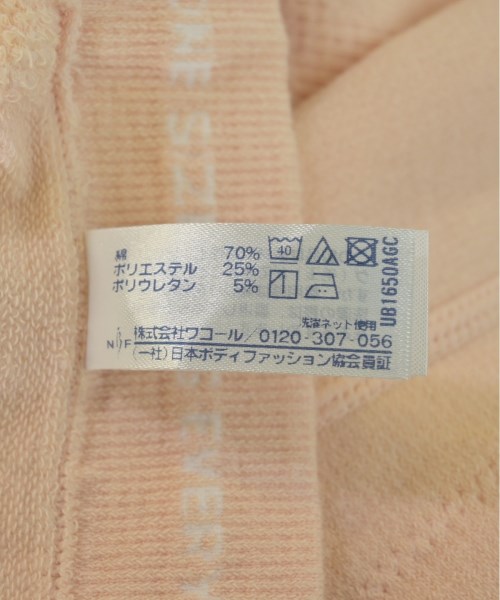 綿 70%
ポリエステル 25%
ポリウレタン 5%
40
洗濯ネット使用
UB1650AGC
株式会社ワコール/0120-307-056
NBF
(一社)日本ボディファッション協会員証
EVERY